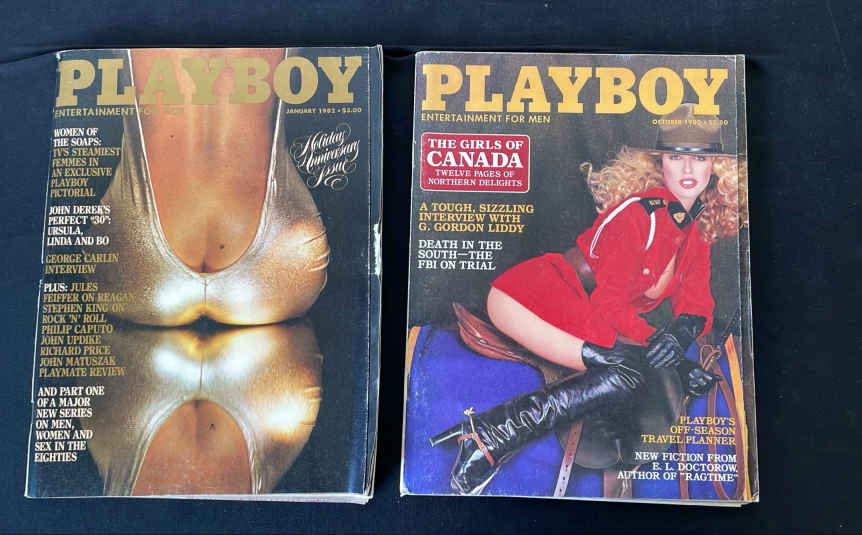 PLAYBOY
ENTERTAINMENT FOR MEN
JANUARY 1982 • $3.00
Holiday
Anniversary
Issue
WOMEN OF
THE SOAPS:
TV'S STEAMIEST
FEMMES IN
AN EXCLUSIVE
PLAYBOY
PICTORIAL
JOHN DEREK'S
PERFECT "30":
URSULA,
LINDA AND BO
GEORGE CARLIN
INTERVIEW
PLUS: JULES
FEIFFER ON REAGAN
STEPHEN KING ON
ROCK 'N' ROLL
PHILIP CAPUTO
JOHN UPDIKE
RICHARD PRICE
JOHN MATUSZAK
PLAYMATE REVIEW
AND PART ONE
OF A MAJOR
NEW SERIES
ON MEN,
WOMEN AND
SEX IN THE
EIGHTIES
PLAYBOY
ENTERTAINMENT FOR MEN
OCTOBER 1980 •
THE GIRLS OF
CANADA
TWELVE PAGES OF
NORTHERN DELIGHTS
A TOUGH, SIZZLING
INTERVIEW WITH
G. GORDON LIDDY
DEATH IN THE
SOUTH—THE
FBI ON TRIAL
PLAYBOY'S
OFF-SEASON
TRAVEL PLANNER
NEW FICTION FROM
E. L. DOCTOROW,
AUTHOR OF "RAGTIME"